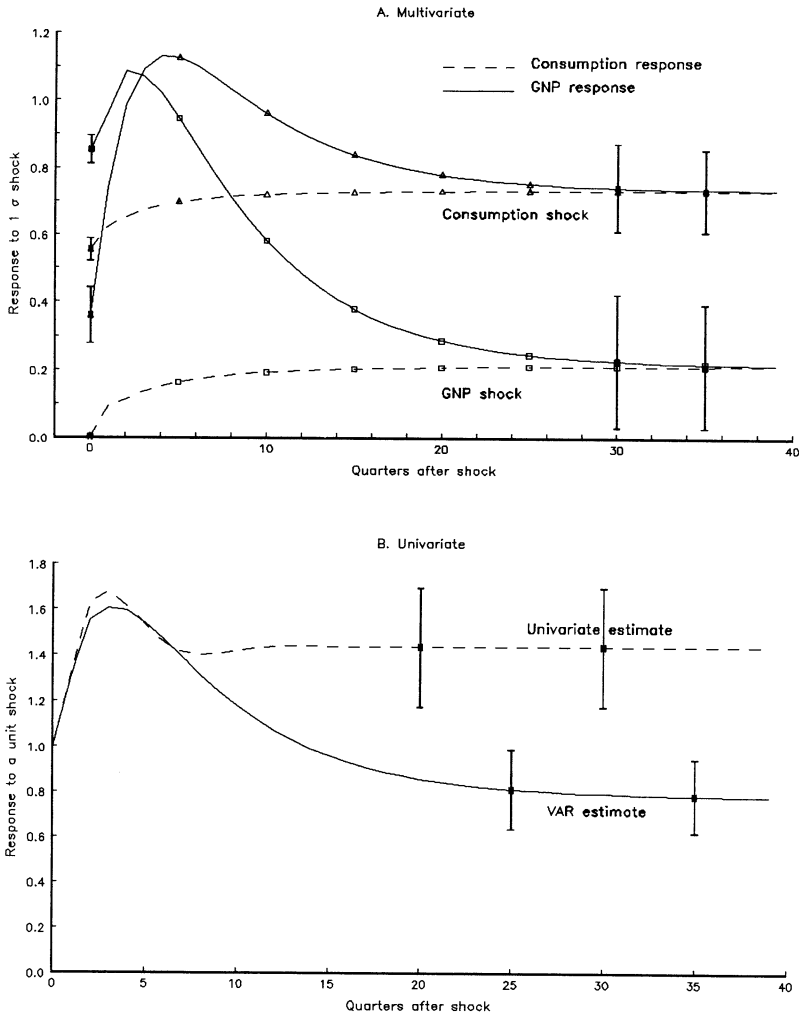 A. Multivariate
1.2
1.0
0.8
0.6
0.4
0.2
0.0
Response to 1 σ shock
Consumption response
GNP response
Consumption shock
GNP shock
0
10
20
30
40
Quarters after shock
B. Univariate
1.8
1.6
1.4
1.2
1.0
0.8
0.6
0.4
0.2
0.0
Response to a unit shock
Univariate estimate
VAR estimate
0
5
10
15
20
25
30
35
40
Quarters after shock